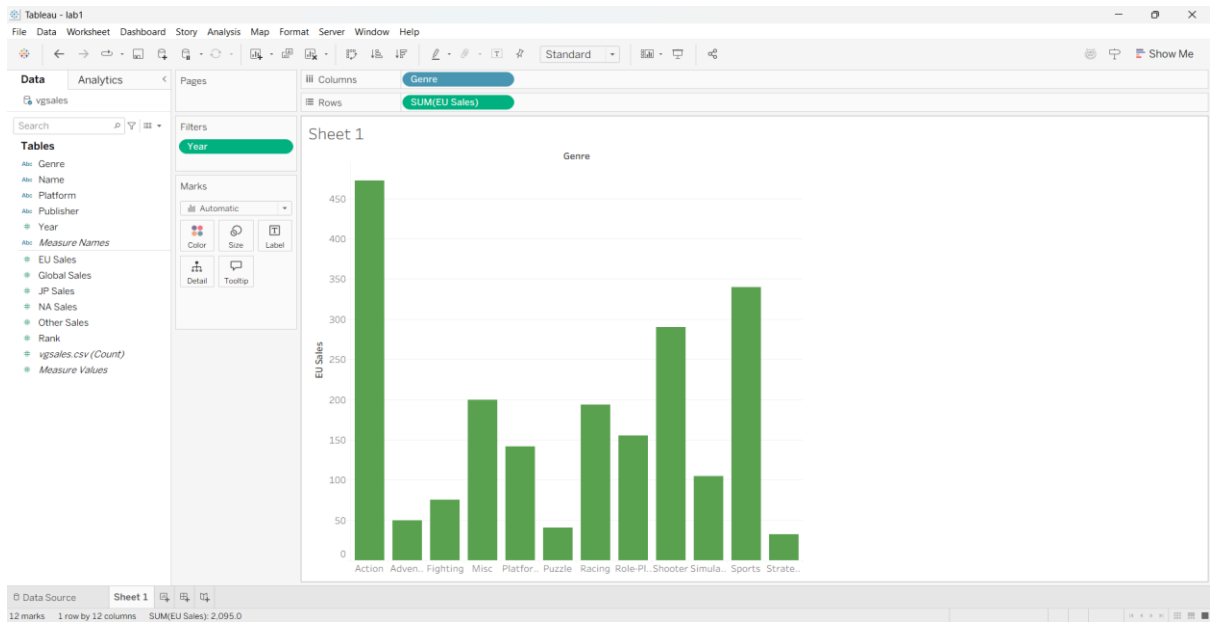 Tableau - lab1
File Data Worksheet Dashboard Story Analysis Map Format Server Window Help
Standard
Show Me
Data Analytics
vgsales
Search
Tables
Abc Genre
Abc Name
Abc Platform
Abc Publisher
# Year
Abc Measure Names
# EU Sales
# Global Sales
# JP Sales
# NA Sales
# Other Sales
# Rank
# vgsales.csv (Count)
# Measure Values
Pages
Filters
Year
Marks
Automatic
Color Size Label
Detail Tooltip
Columns Genre
Rows SUM(EU Sales)
Sheet 1
Genre
EU Sales
450
400
350
300
250
200
150
100
50
0
Action Adven.. Fighting Misc Platfor.. Puzzle Racing Role-Pl.. Shooter Simula.. Sports Strate..
Data Source Sheet 1
12 marks 1 row by 12 columns SUM(EU Sales): 2,095.0